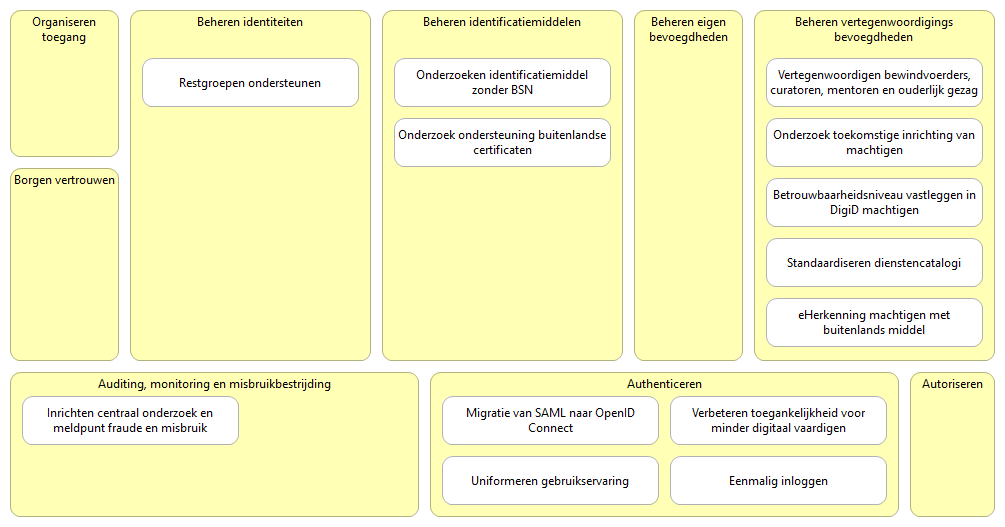 Organiseren
toegang
Borgen vertrouwen
Beheren identiteiten
Restgroepen ondersteunen
Beheren identificatiemiddelen
Onderzoeken identificatiemiddel
zonder BSN
Onderzoek ondersteuning buitenlandse
certificaten
Beheren eigen
bevoegdheden
Beheren vertegenwoordigings
bevoegdheden
Vertegenwoordigen bewindvoerders,
curatoren, mentoren en ouderlijk gezag
Onderzoek toekomstige inrichting van
machtigen
Betrouwbaarheidsniveau vastleggen in
DigiD machtigen
Standaardiseren dienstencatalogi
eHerkenning machtigen met
buitenlands middel
Auditing, monitoring en misbruikbestrijding
Inrichten centraal onderzoek en
meldpunt fraude en misbruik
Authenticeren
Migratie van SAML naar OpenID
Connect
Verbeteren toegankelijkheid voor
minder digitaal vaardigen
Uniformeren gebruikservaring
Eenmalig inloggen
Autoriseren